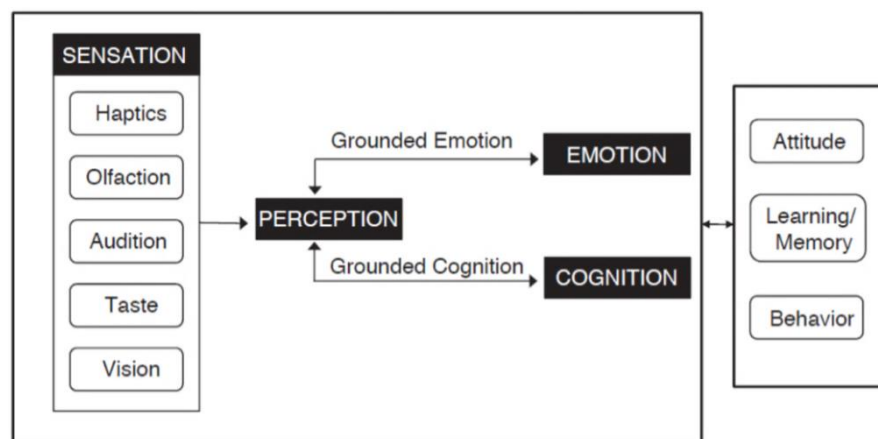 SENSATION
Haptics
Olfaction
Audition
Taste
Vision
PERCEPTION
Grounded Emotion
EMOTION
Grounded Cognition
COGNITION
Attitude
Learning/
Memory
Behavior